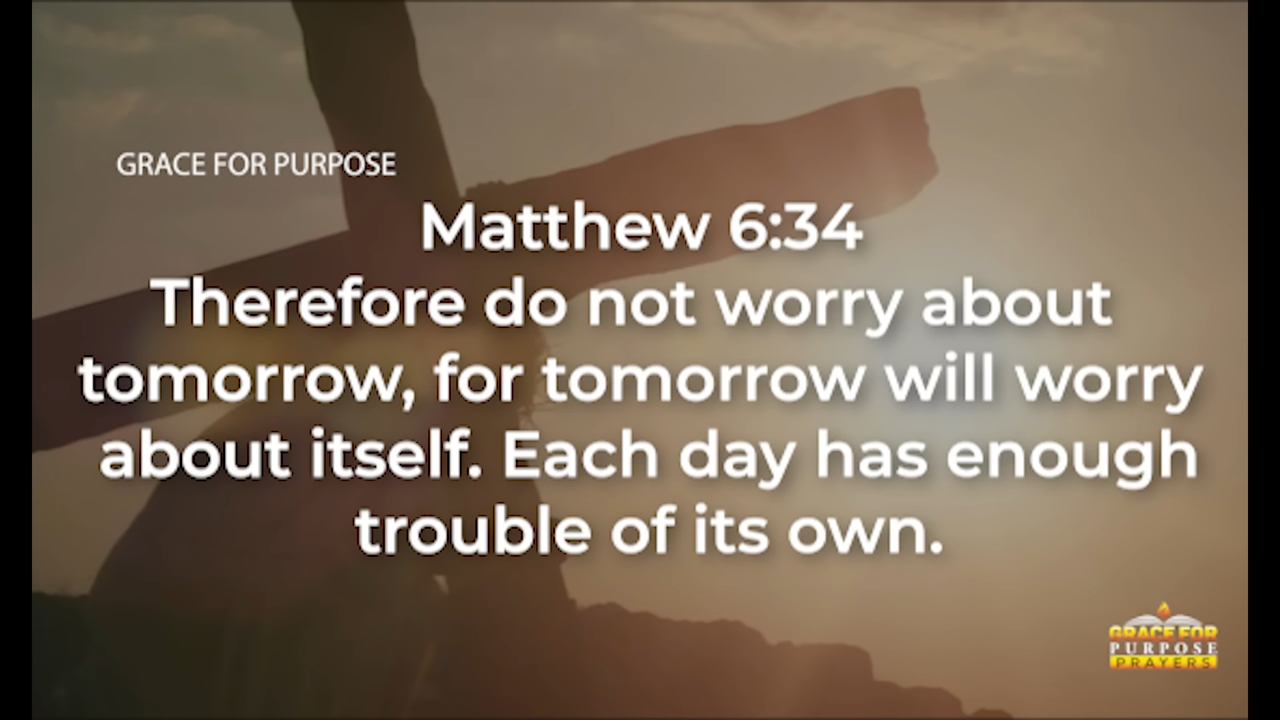 GRACE FOR PURPOSE
Matthew 6:34
Therefore do not worry about
tomorrow, for tomorrow will worry
about itself. Each day has enough
trouble of its own.
GRACE FOR
PURPOSE
PRAYERS